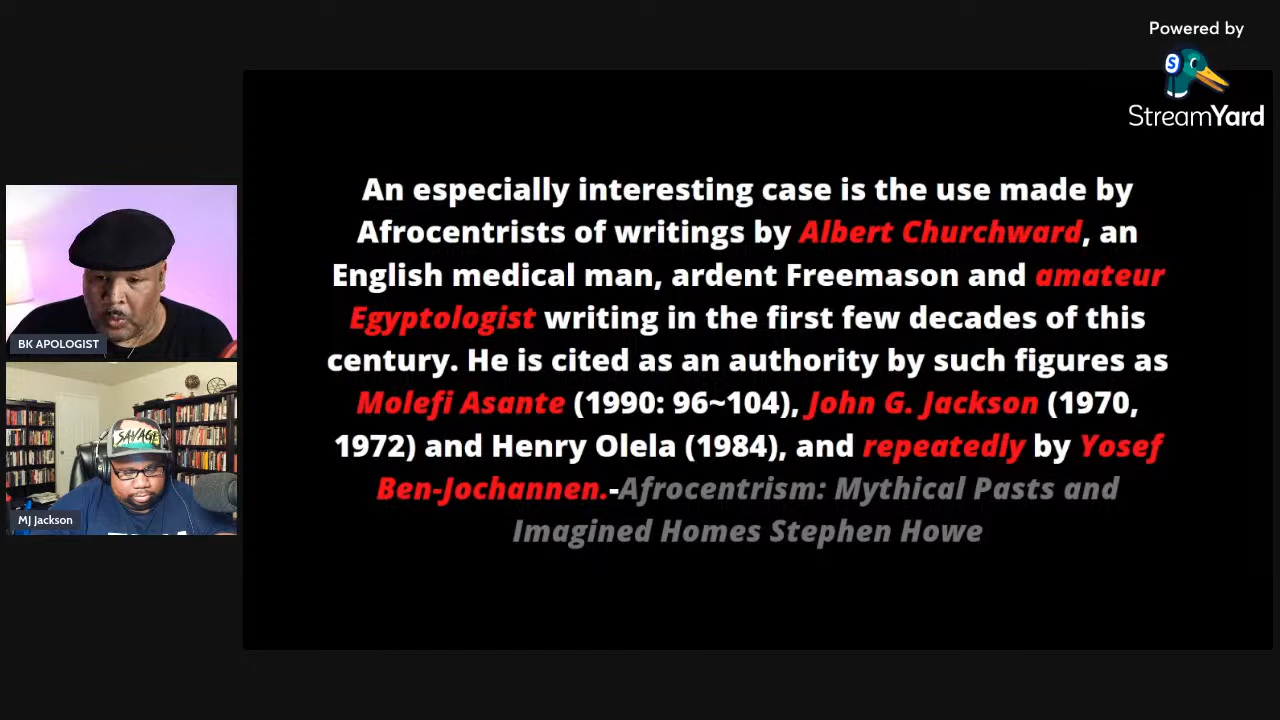 Powered by
S
StreamYard
An especially interesting case is the use made by
Afrocentrists of writings by Albert Churchward, an
English medical man, ardent Freemason and amateur
Egyptologist writing in the first few decades of this
century. He is cited as an authority by such figures as
Molefi Asante (1990: 96~104), John G. Jackson (1970,
1972) and Henry Olela (1984), and repeatedly by Yosef
Ben-Jochannen.-Afrocentrism: Mythical Pasts and
Imagined Homes Stephen Howe
BK APOLOGIST
SAVAGE
MJ Jackson